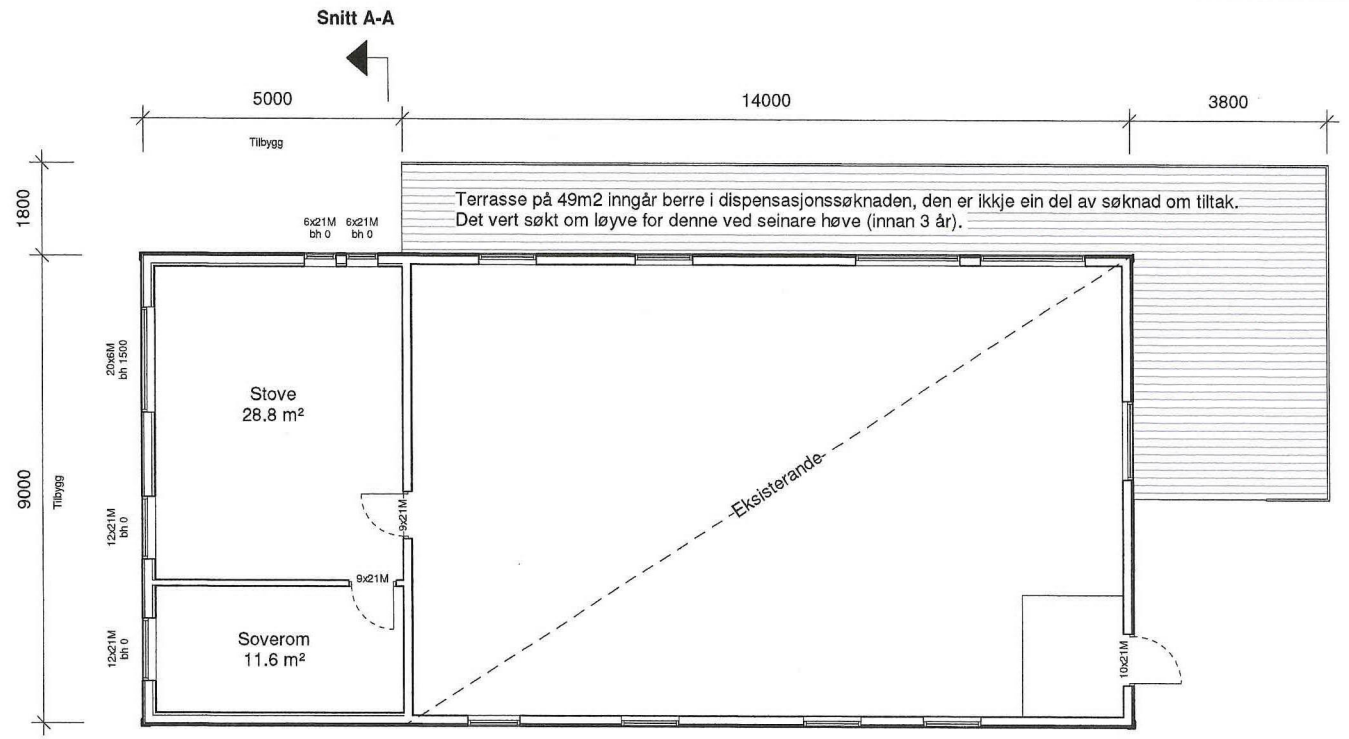 Snitt A-A
5000
14000
3800
Tilbygg
1800
Terrasse på 49m2 inngår berre i dispensasjonssøknaden, den er ikkje ein del av søknad om tiltak.
Det vert søkt om løyve for denne ved seinare høve (innan 3 år).
6x21M
bh 0
6x21M
bh 0
20x6M
bh 1500
Stove
28.8 m²
9000
Tilbygg
Eksisterande
12x21M
bh 0
9x21M
9x21M
12x21M
bh 0
Soverom
11.6 m²
10x21M